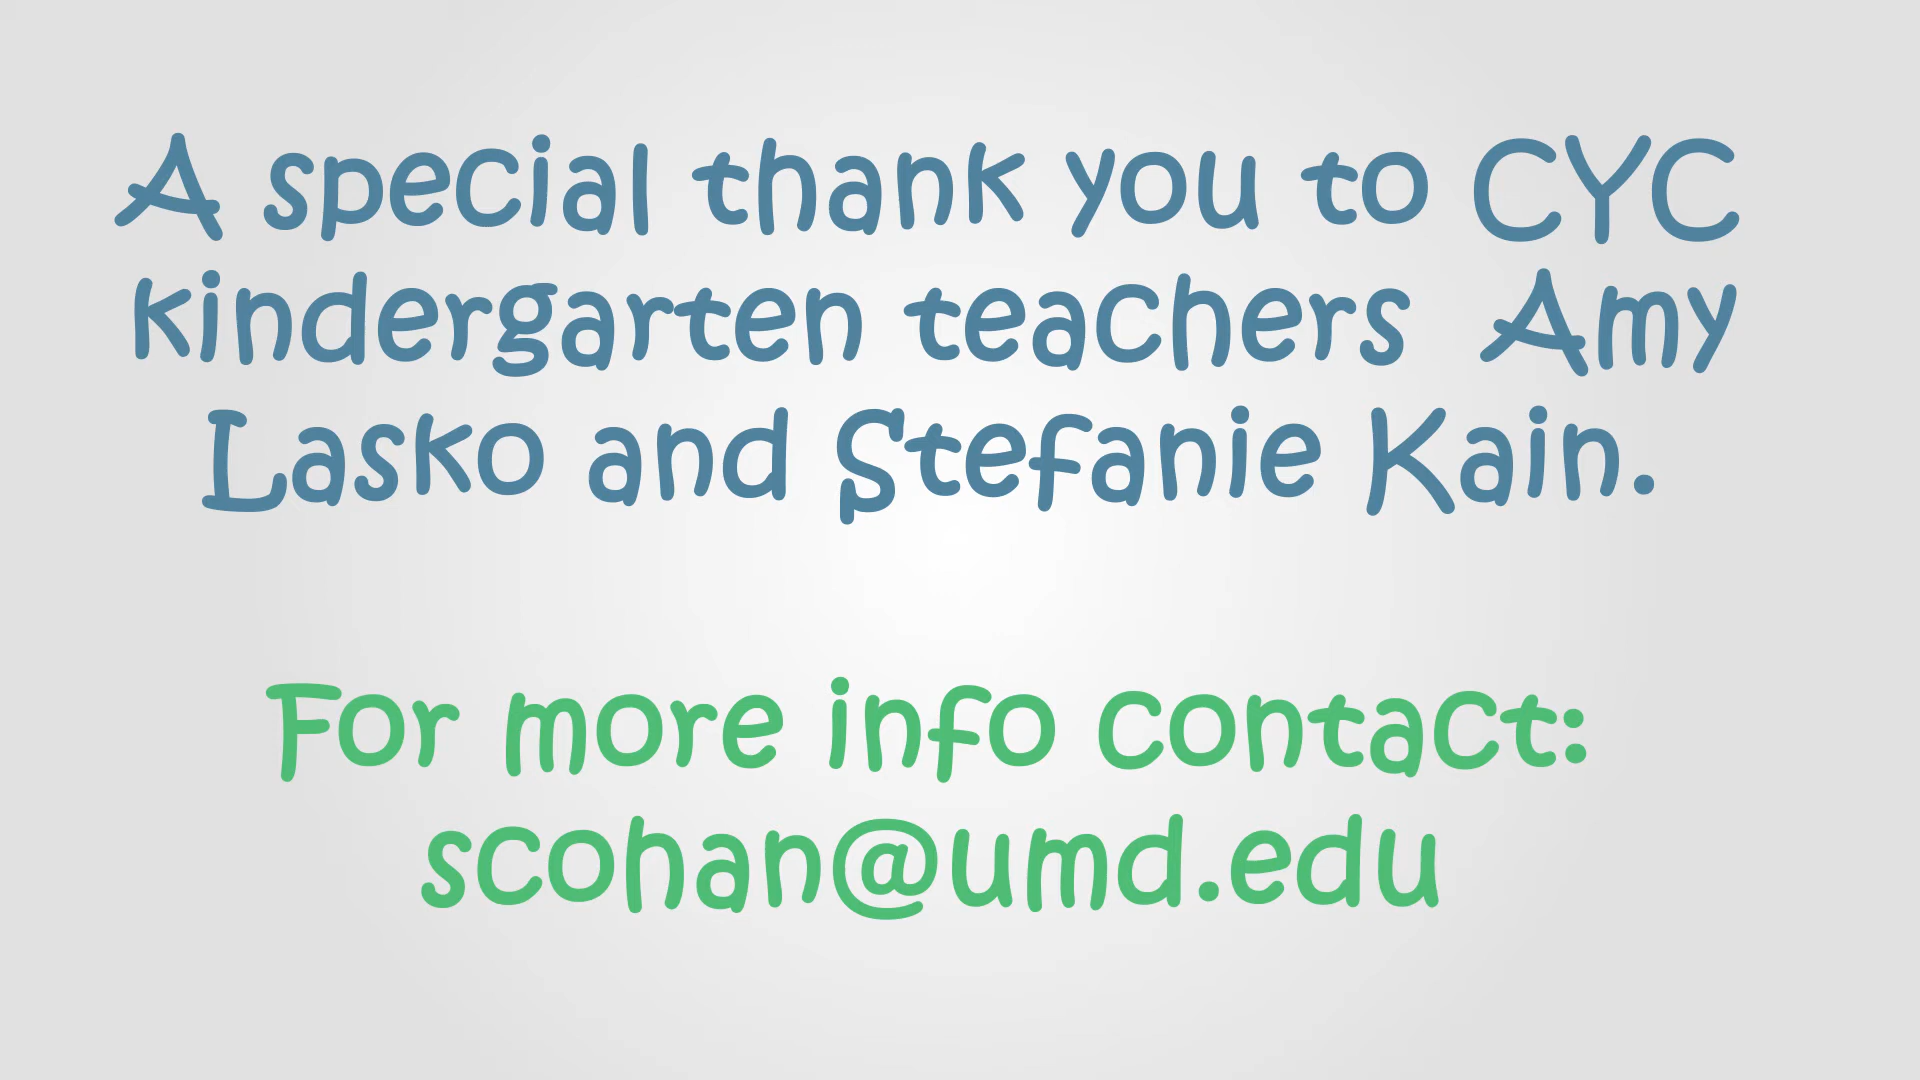 A special thank you to CYC
kindergarten teachers  Amy
Lasko and Stefanie Kain.
For more info contact:
scohan@umd.edu